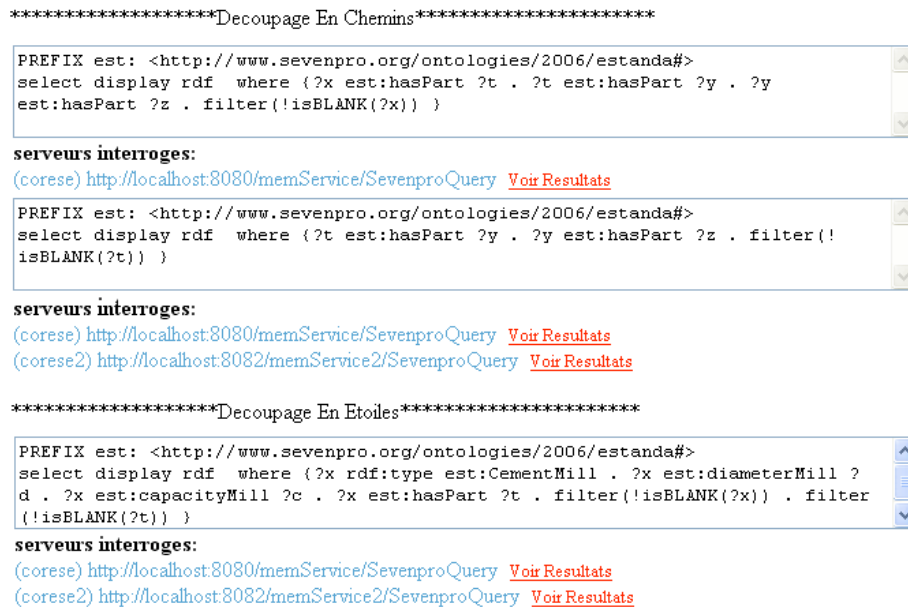 *******************Decoupage En Chemins**********************
PREFIX est: <http://www.sevenpro.org/ontologies/2006/estanda#>
select display rdf  where {?x est:hasPart ?t . ?t est:hasPart ?y . ?y
est:hasPart ?z . filter(!isBLANK(?x)) }
serveurs interroges:
(corese) http://localhost:8080/memService/SevenproQuery Voir Resultats
PREFIX est: <http://www.sevenpro.org/ontologies/2006/estanda#>
select display rdf  where {?t est:hasPart ?y . ?y est:hasPart ?z . filter(!
isBLANK(?t)) }
serveurs interroges:
(corese) http://localhost:8080/memService/SevenproQuery Voir Resultats
(corese2) http://localhost:8082/memService2/SevenproQuery Voir Resultats
*******************Decoupage En Etoiles**********************
PREFIX est: <http://www.sevenpro.org/ontologies/2006/estanda#>
select display rdf  where {?x rdf:type est:CementMill . ?x est:diameterMill ?
d . ?x est:capacityMill ?c . ?x est:hasPart ?t . filter(!isBLANK(?x)) . filter
(!isBLANK(?t)) }
serveurs interroges:
(corese) http://localhost:8080/memService/SevenproQuery Voir Resultats
(corese2) http://localhost:8082/memService2/SevenproQuery Voir Resultats